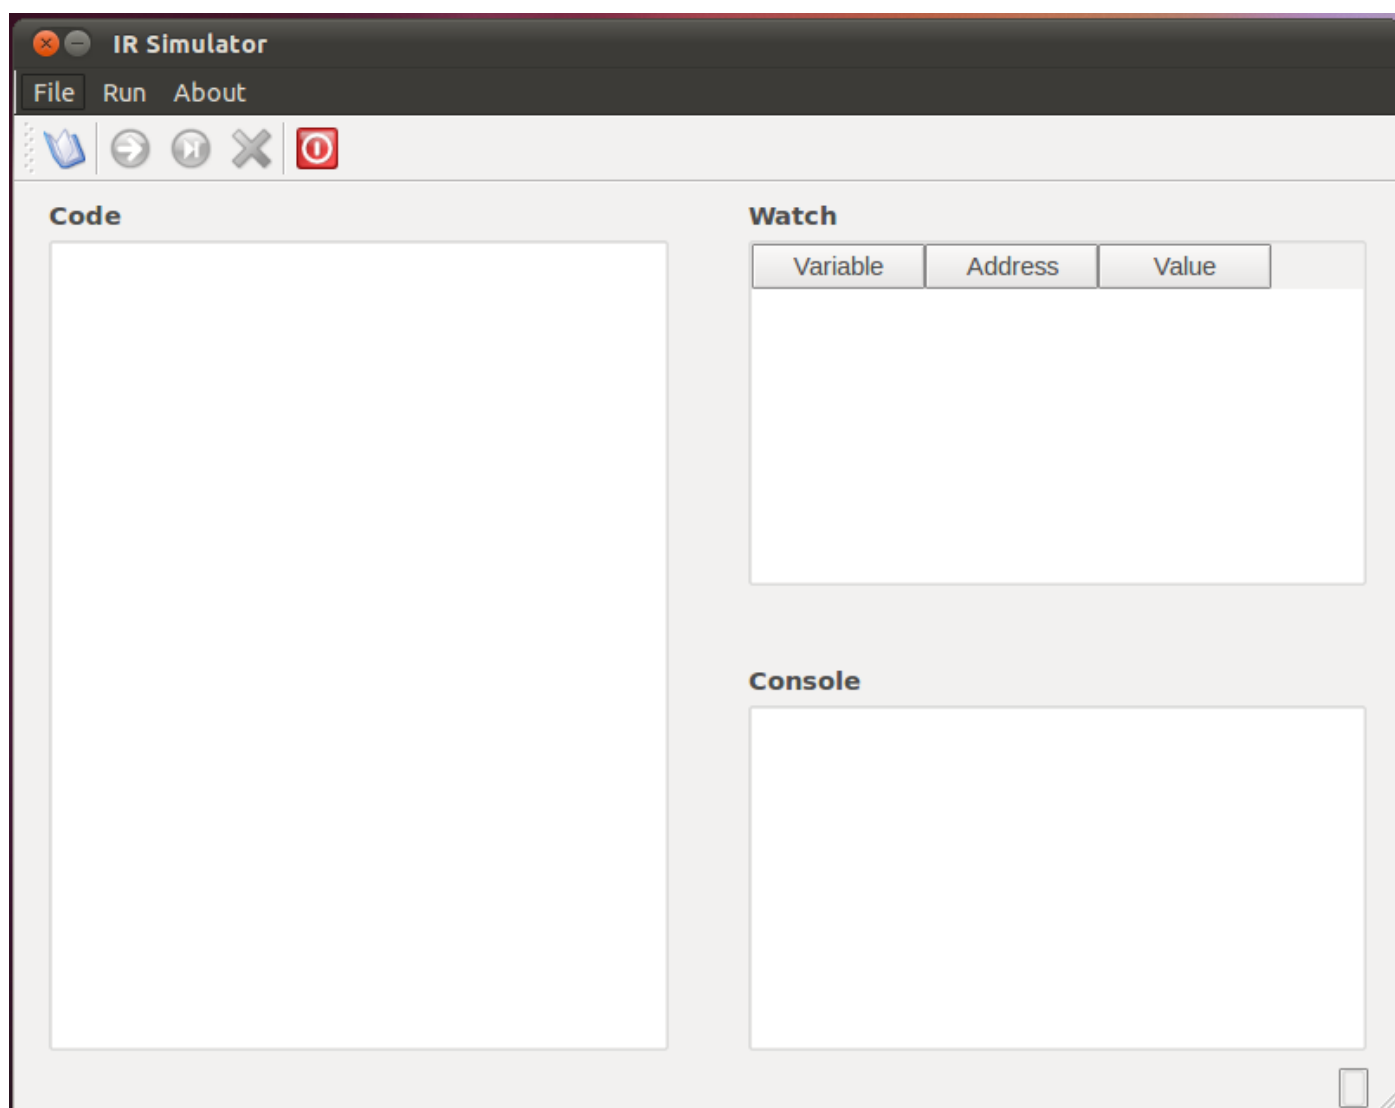 IR Simulator
File Run About
Code
Watch
Variable Address Value
Console